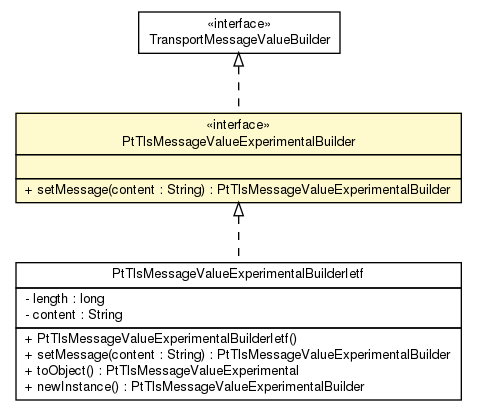 «interface»
TransportMessageValueBuilder
«interface»
PtTlsMessageValueExperimentalBuilder
+ setMessage(content : String) : PtTlsMessageValueExperimentalBuilder
PtTlsMessageValueExperimentalBuilderIetf
- length : long
- content : String
+ PtTlsMessageValueExperimentalBuilderIetf()
+ setMessage(content : String) : PtTlsMessageValueExperimentalBuilder
+ toObject() : PtTlsMessageValueExperimental
+ newInstance() : PtTlsMessageValueExperimentalBuilder